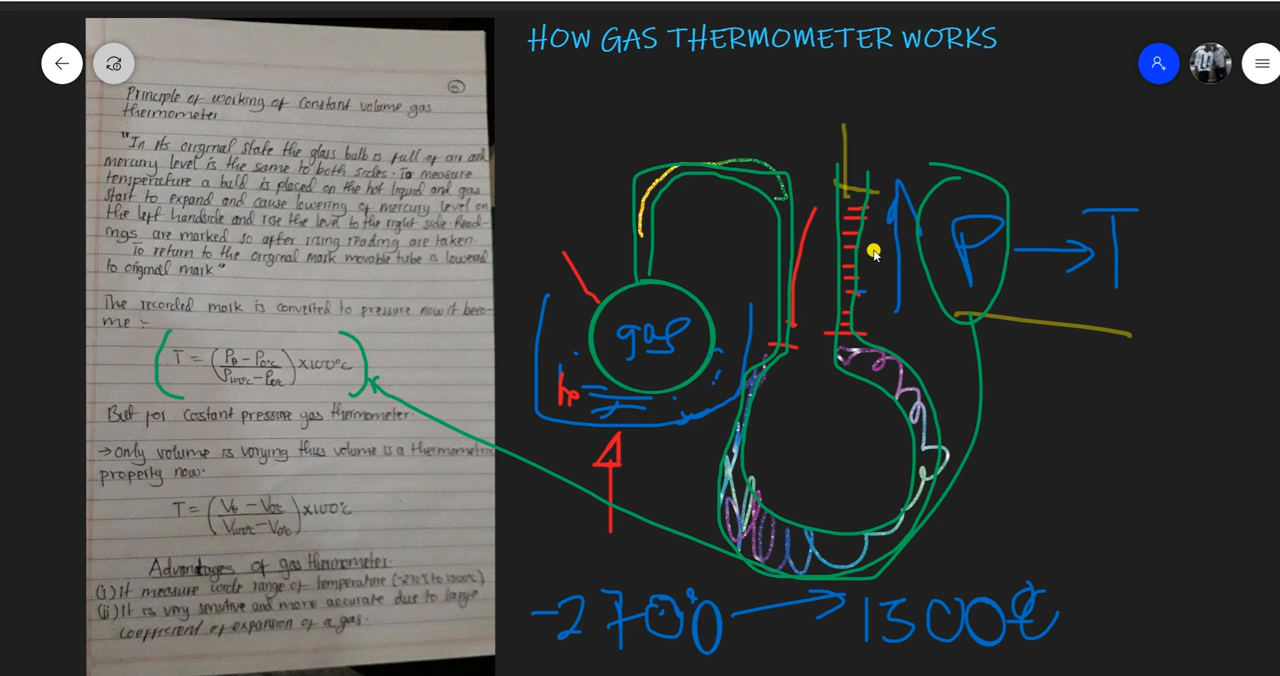 HOW GAS THERMOMETER WORKS
Principle of working of constant volume gas
thermometer
"In its original state the glass bulb is full of air and
mercury level is the same to both sides. To measure
temperature a buld is placed on the hot liquid and gas
start to expand and cause lowering of mercury level on
the left handside and rise the level to the right side. Read-
ings are marked so after rising reading are taken.
To return to the original mark movable tube is lowered
to original mark"
The recorded mark is converted to pressure now it beco-
me :-
T = (Pθ - P0°c / P100°c - P0°c) × 100°c
But for Constant pressure gas thermometer.
→ only volume is varying thus volume is a thermometric
property now.
T = (Vθ - V0°c / V100°c - V0°c) × 100°c
Advantages of gas thermometer.
(i) It measure wide range of temperature (-270°C to 1500°C)
(ii) It is very sensitive and more accurate due to large
coefficient of expansion of a gas.
gas
P → T